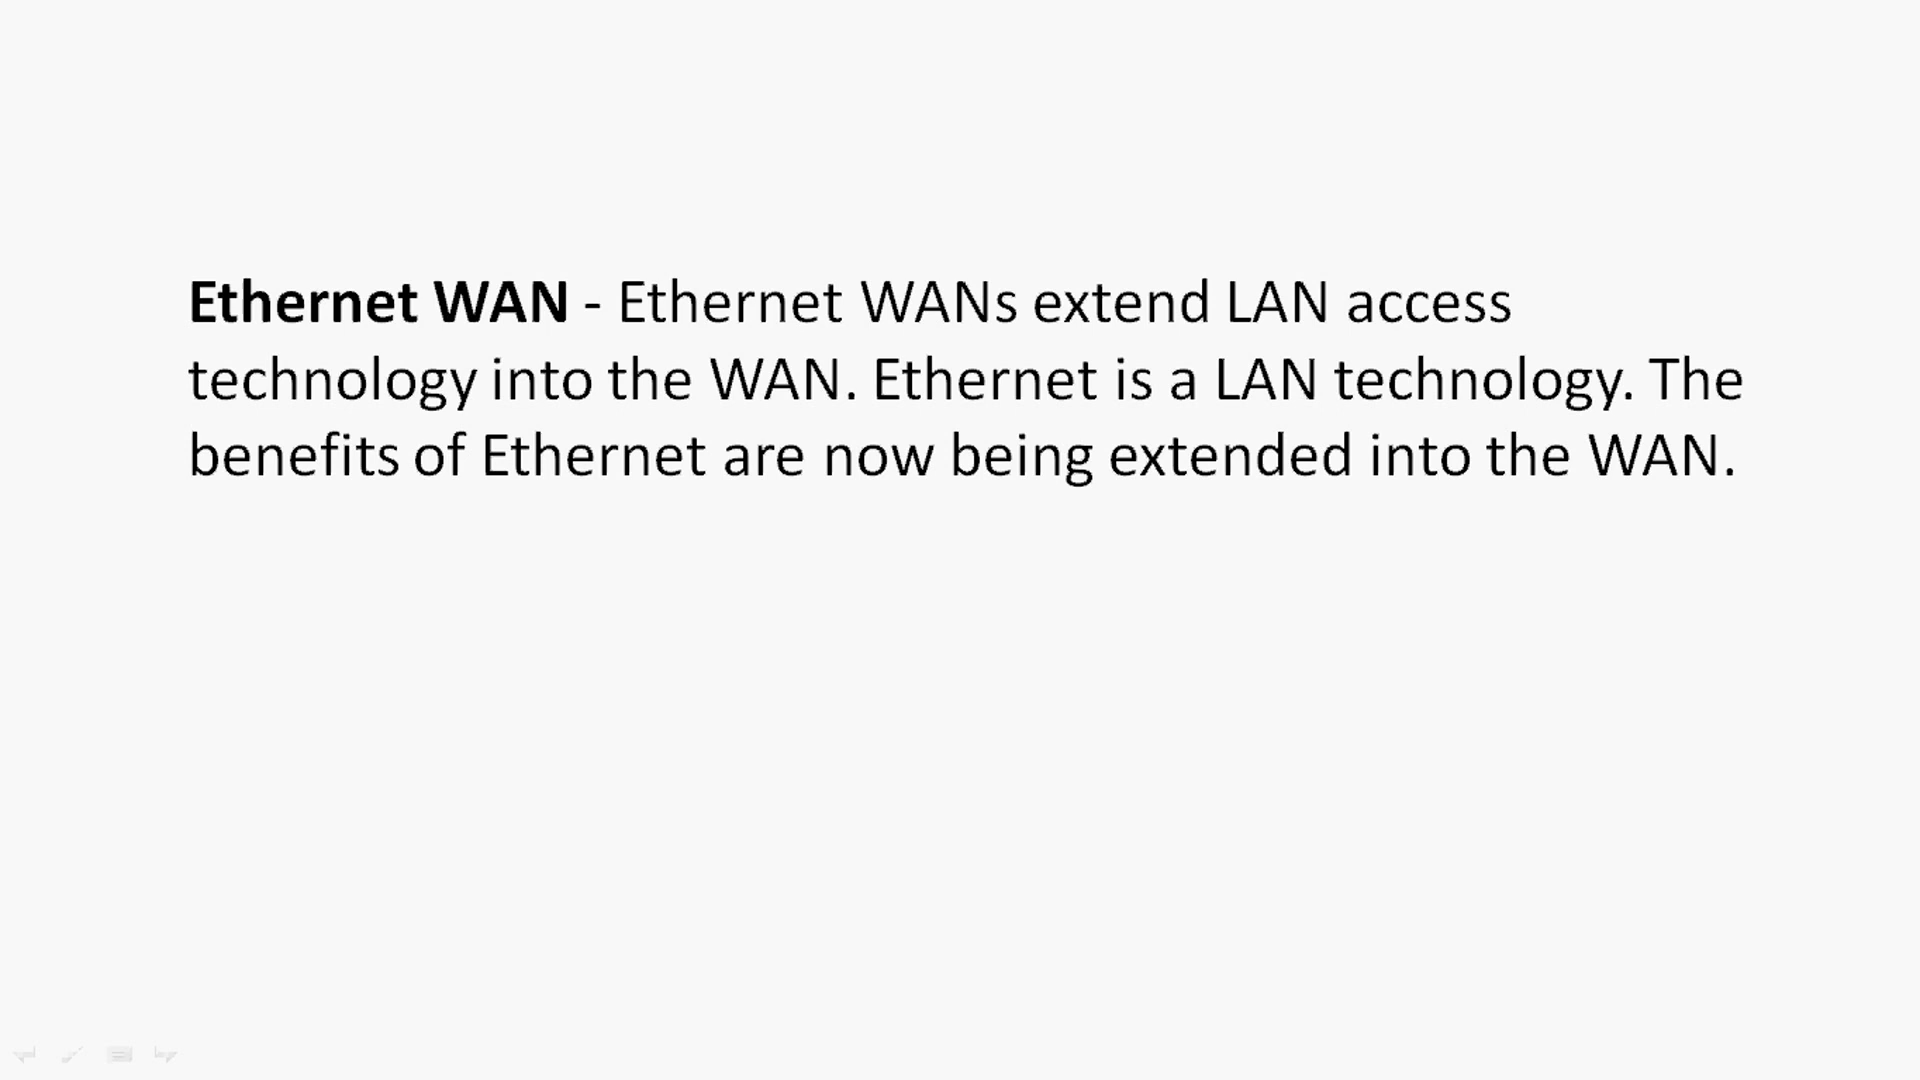 Ethernet WAN - Ethernet WANs extend LAN access
technology into the WAN. Ethernet is a LAN technology. The
benefits of Ethernet are now being extended into the WAN.